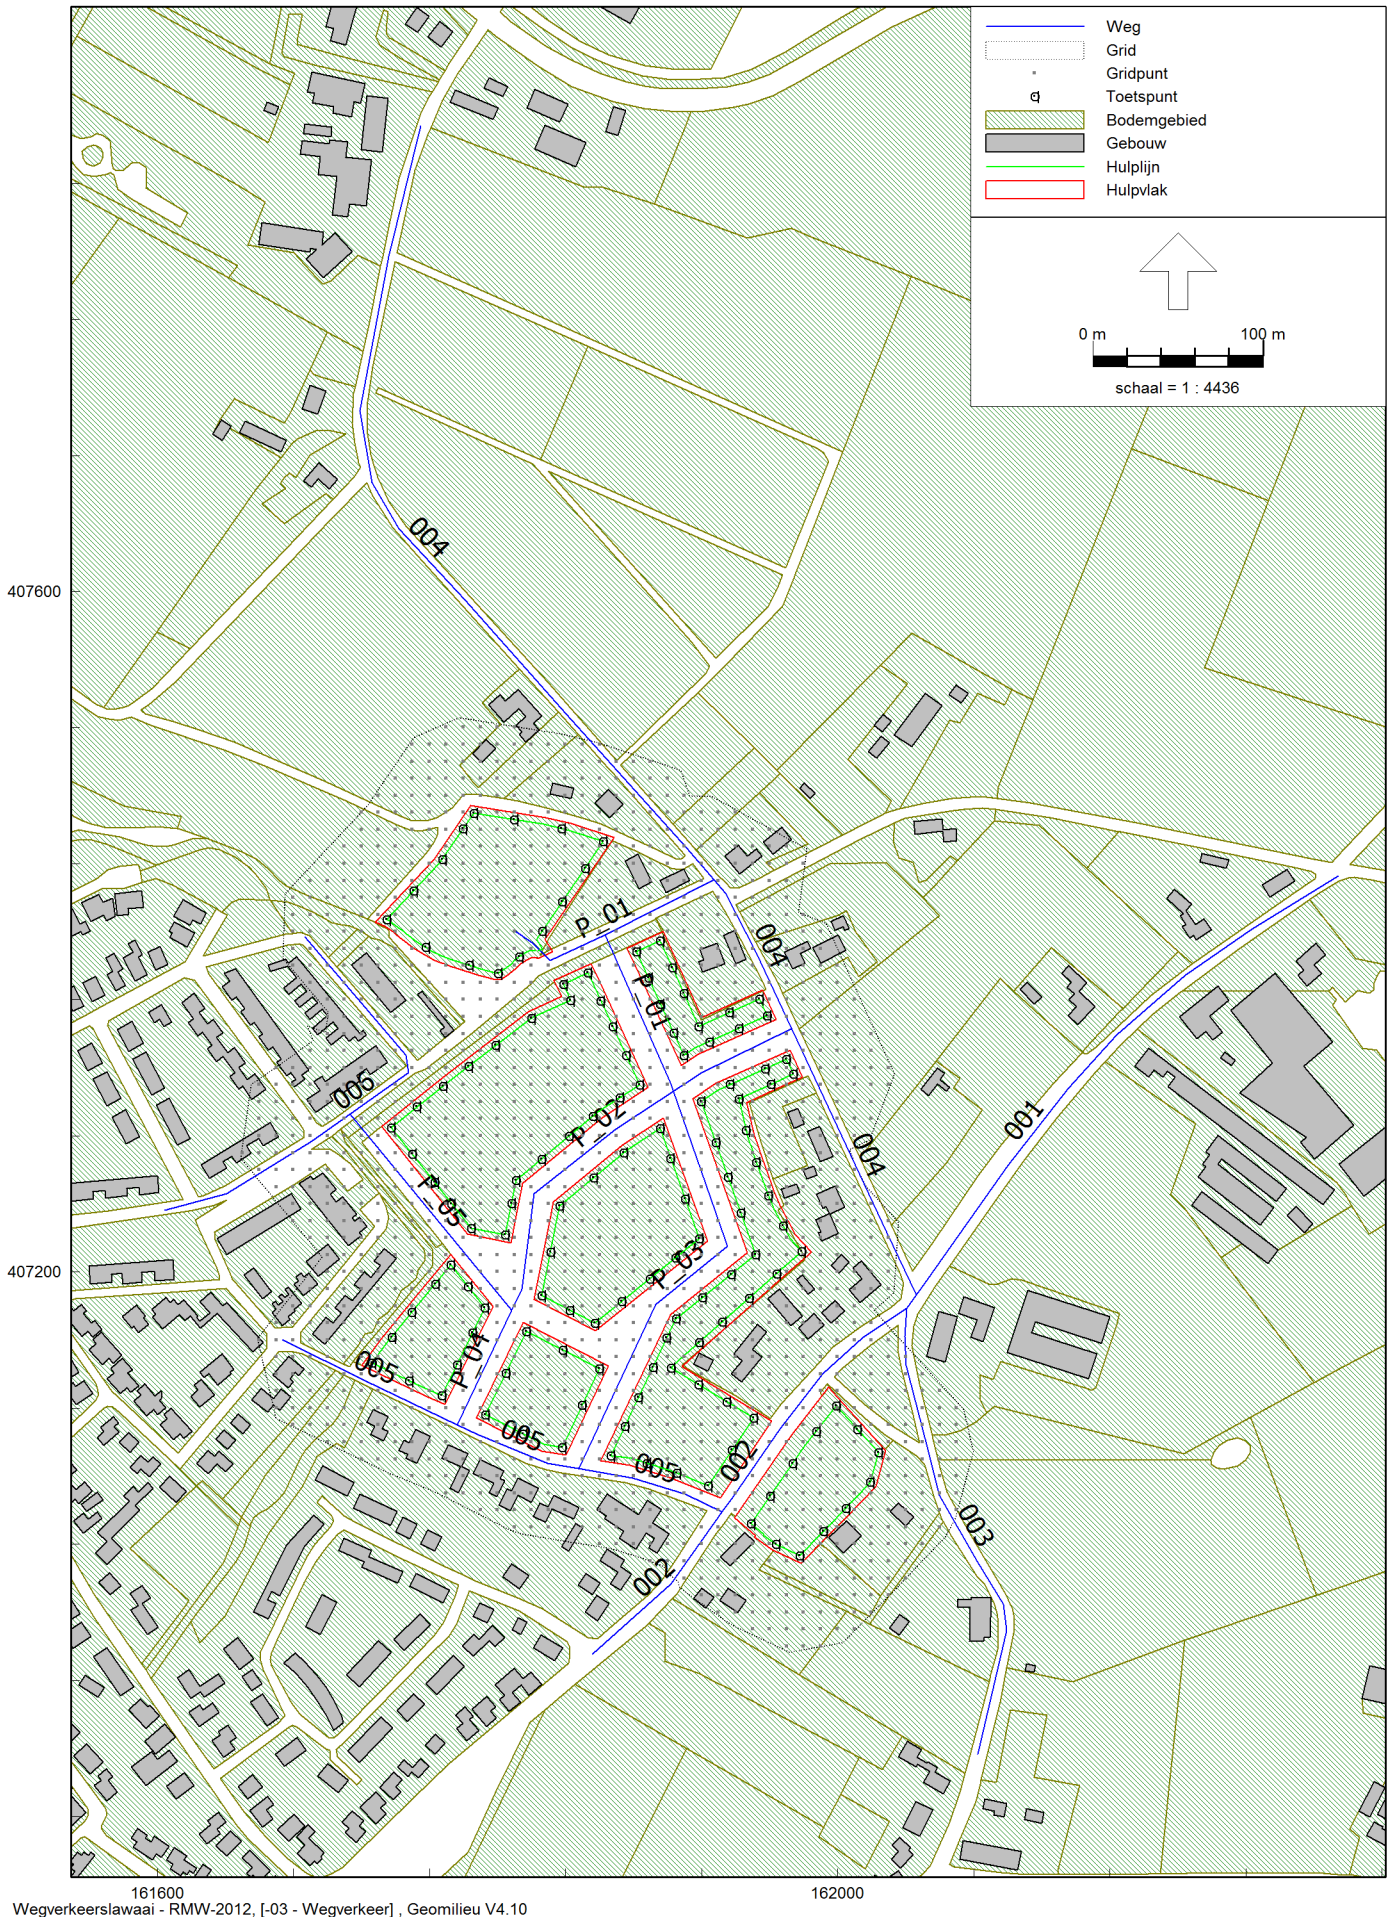 Weg
Grid
Gridpunt
Toetspunt
Bodemgebied
Gebouw
Hulplijn
Hulpvlak
0 m 100 m
schaal = 1 : 4436
004
407600
P_01
004
P_01
006
001
P_02
004
P_05
407200
P_03
005
P_04
005
005
002
003
002
161600 162000
Wegverkeerslawaai - RMW-2012, [-03 - Wegverkeer] , Geomilieu V4.10